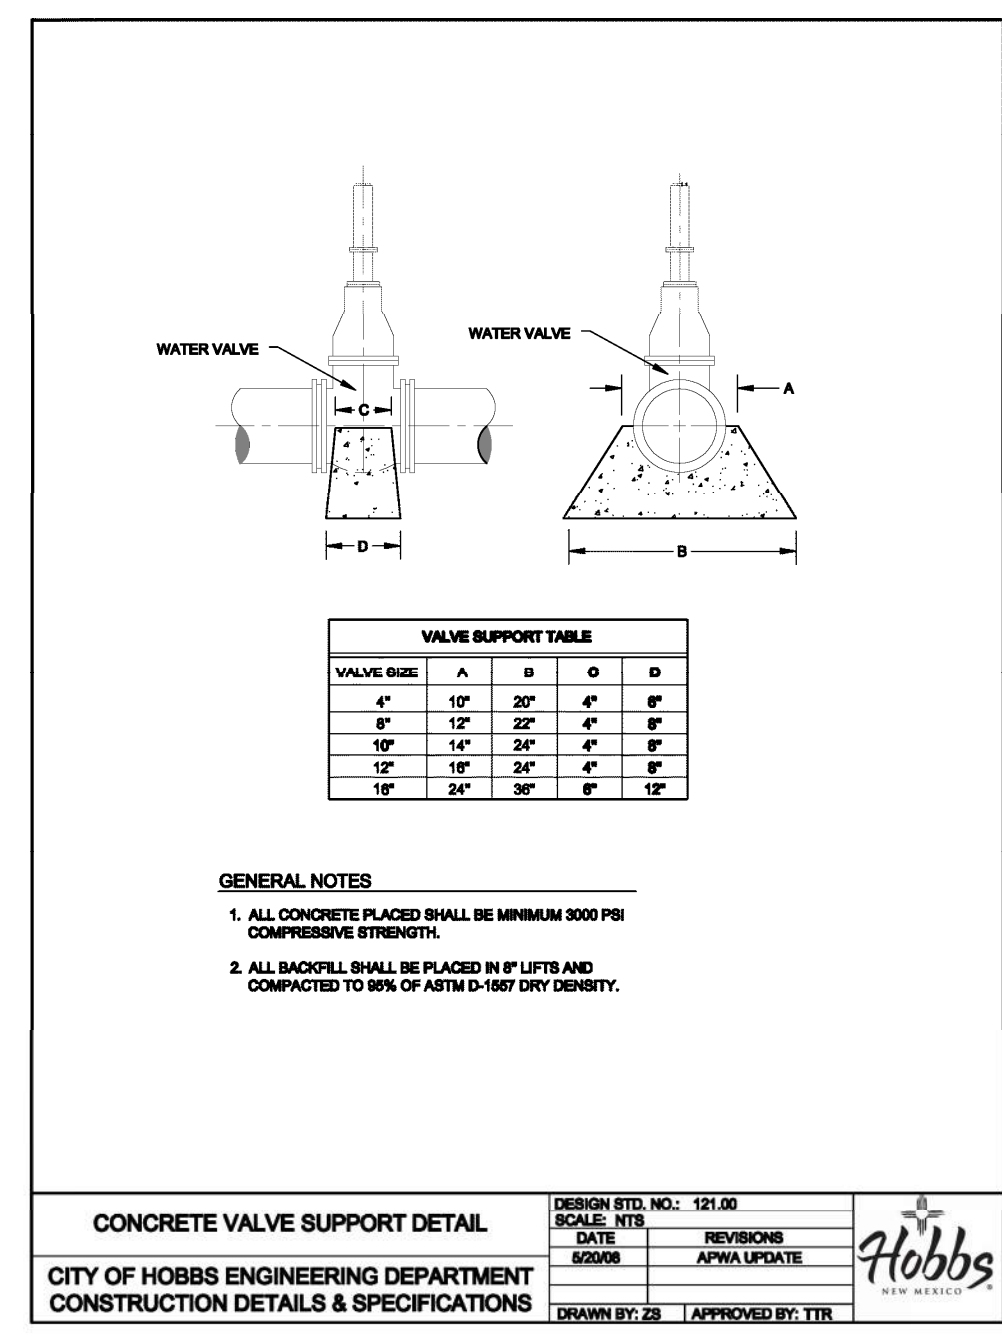 WATER VALVE
WATER VALVE
A
C
D
B
VALVE SUPPORT TABLE
VALVE SIZE A B C D
4" 10" 20" 4" 6"
8" 12" 22" 4" 8"
10" 14" 24" 4" 8"
12" 16" 24" 4" 8"
16" 24" 36" 6" 12"
GENERAL NOTES
1. ALL CONCRETE PLACED SHALL BE MINIMUM 3000 PSI
COMPRESSIVE STRENGTH.
2. ALL BACKFILL SHALL BE PLACED IN 8" LIFTS AND
COMPACTED TO 95% OF ASTM D-1557 DRY DENSITY.
CONCRETE VALVE SUPPORT DETAIL
CITY OF HOBBS ENGINEERING DEPARTMENT
CONSTRUCTION DETAILS & SPECIFICATIONS
DESIGN STD. NO.: 121.00
SCALE: NTS
DATE REVISIONS
5/20/08 APWA UPDATE
DRAWN BY: ZS APPROVED BY: TTR
Hobbs
NEW MEXICO